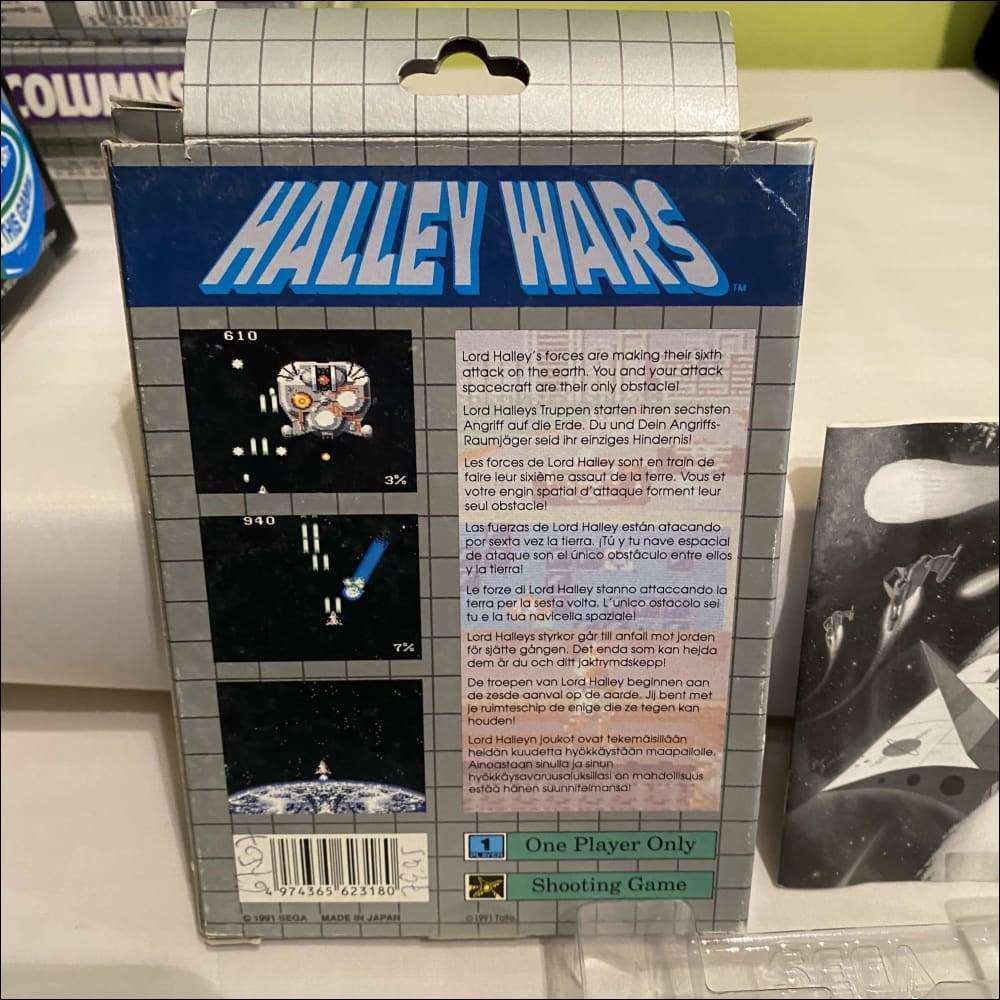 COLUMNS
THIS GAME
HALLEY WARS
TM
610
3%
940
7%
Lord Halley's forces are making their sixth
attack on the earth. You and your attack
spacecraft are their only obstacle!
Lord Halleys Truppen starten ihren sechsten
Angriff auf die Erde. Du und Dein Angriffs-
Raumjäger seid ihr einziges Hindernis!
Les forces de Lord Halley sont en train de
faire leur sixième assaut de la terre. Vous et
votre engin spatial d'attaque forment leur
seul obstacle!
Las fuerzas de Lord Halley están atacando
por sexta vez la tierra. ¡Tú y tu nave espacial
de ataque son el único obstáculo entre ellos
y la tierra!
Le forze di Lord Halley stanno attaccando la
terra per la sesta volta. L'unico ostacolo sei
tu e la tua navicella spaziale!
Lord Halleys styrkor går till anfall mot jorden
för sjätte gången. Det enda som kan hejda
dem är du och ditt jaktrymdskepp!
De troepen van Lord Halley beginnen aan
de zesde aanval op de aarde. Jij bent met
je ruimteschip de enige die ze tegen kan
houden!
Lord Halleyn joukot ovat tekemäisillään
heidän kuudetta hyökkäystään maapallolle.
Ainoastaan sinulla ja sinun
hyökkäysavaruusaluksillasi on mahdollisuus
estää hänen suunnitelmansa!
1
PLAYER
One Player Only
Shooting Game
4 974365 623180
© 1991 SEGA MADE IN JAPAN
© 1991 Taito
SEGA